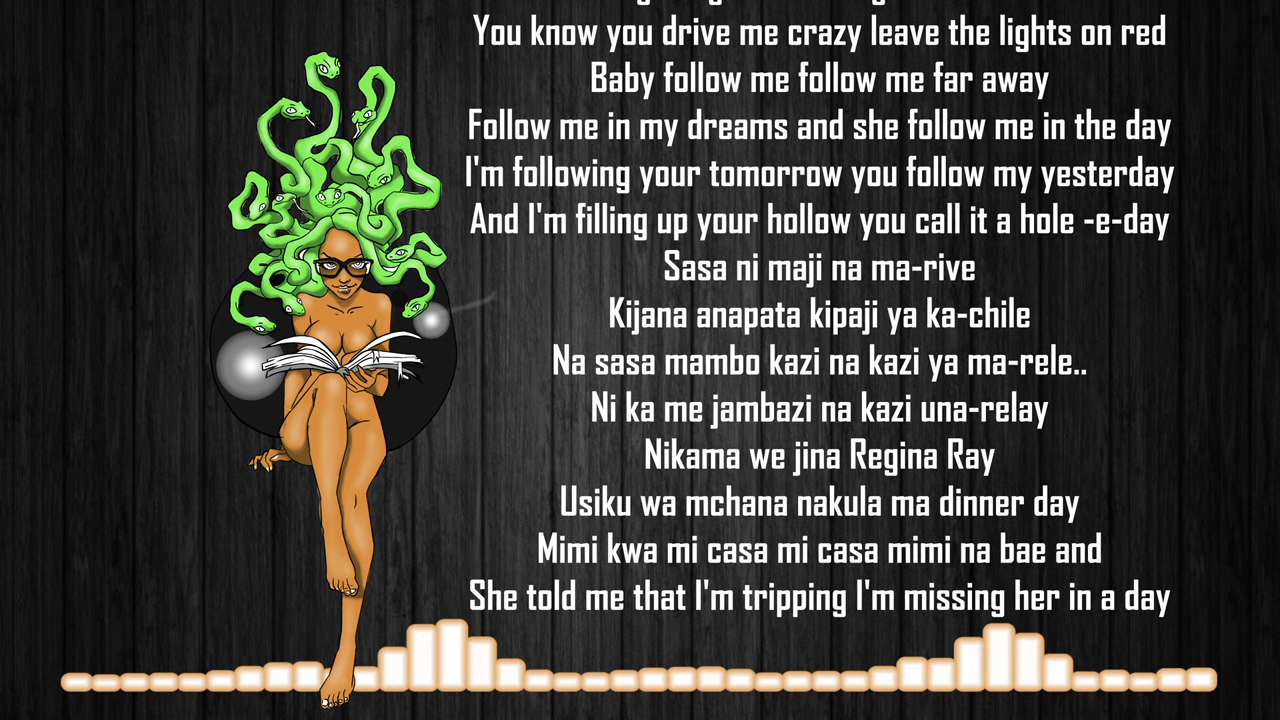 You know you drive me crazy leave the lights on red
Baby follow me follow me far away
Follow me in my dreams and she follow me in the day
I'm following your tomorrow you follow my yesterday
And I'm filling up your hollow you call it a hole -e-day
Sasa ni maji na ma-rive
Kijana anapata kipaji ya ka-chile
Na sasa mambo kazi na kazi ya ma-rele..
Ni ka me jambazi na kazi una-relay
Nikama we jina Regina Ray
Usiku wa mchana nakula ma dinner day
Mimi kwa mi casa mi casa mimi na bae and
She told me that I'm tripping I'm missing her in a day